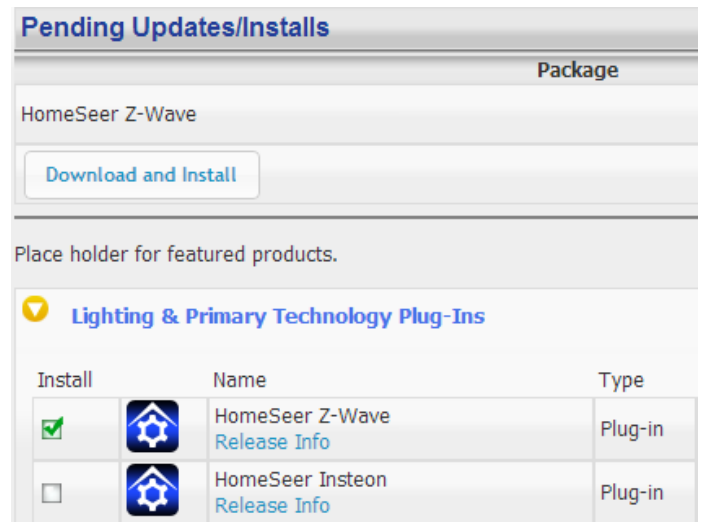 Pending Updates/Installs
Package
HomeSeer Z-Wave
Download and Install
Place holder for featured products.
Lighting & Primary Technology Plug-Ins
Install Name Type
HomeSeer Z-Wave
Release Info
Plug-in
HomeSeer Insteon
Release Info
Plug-in